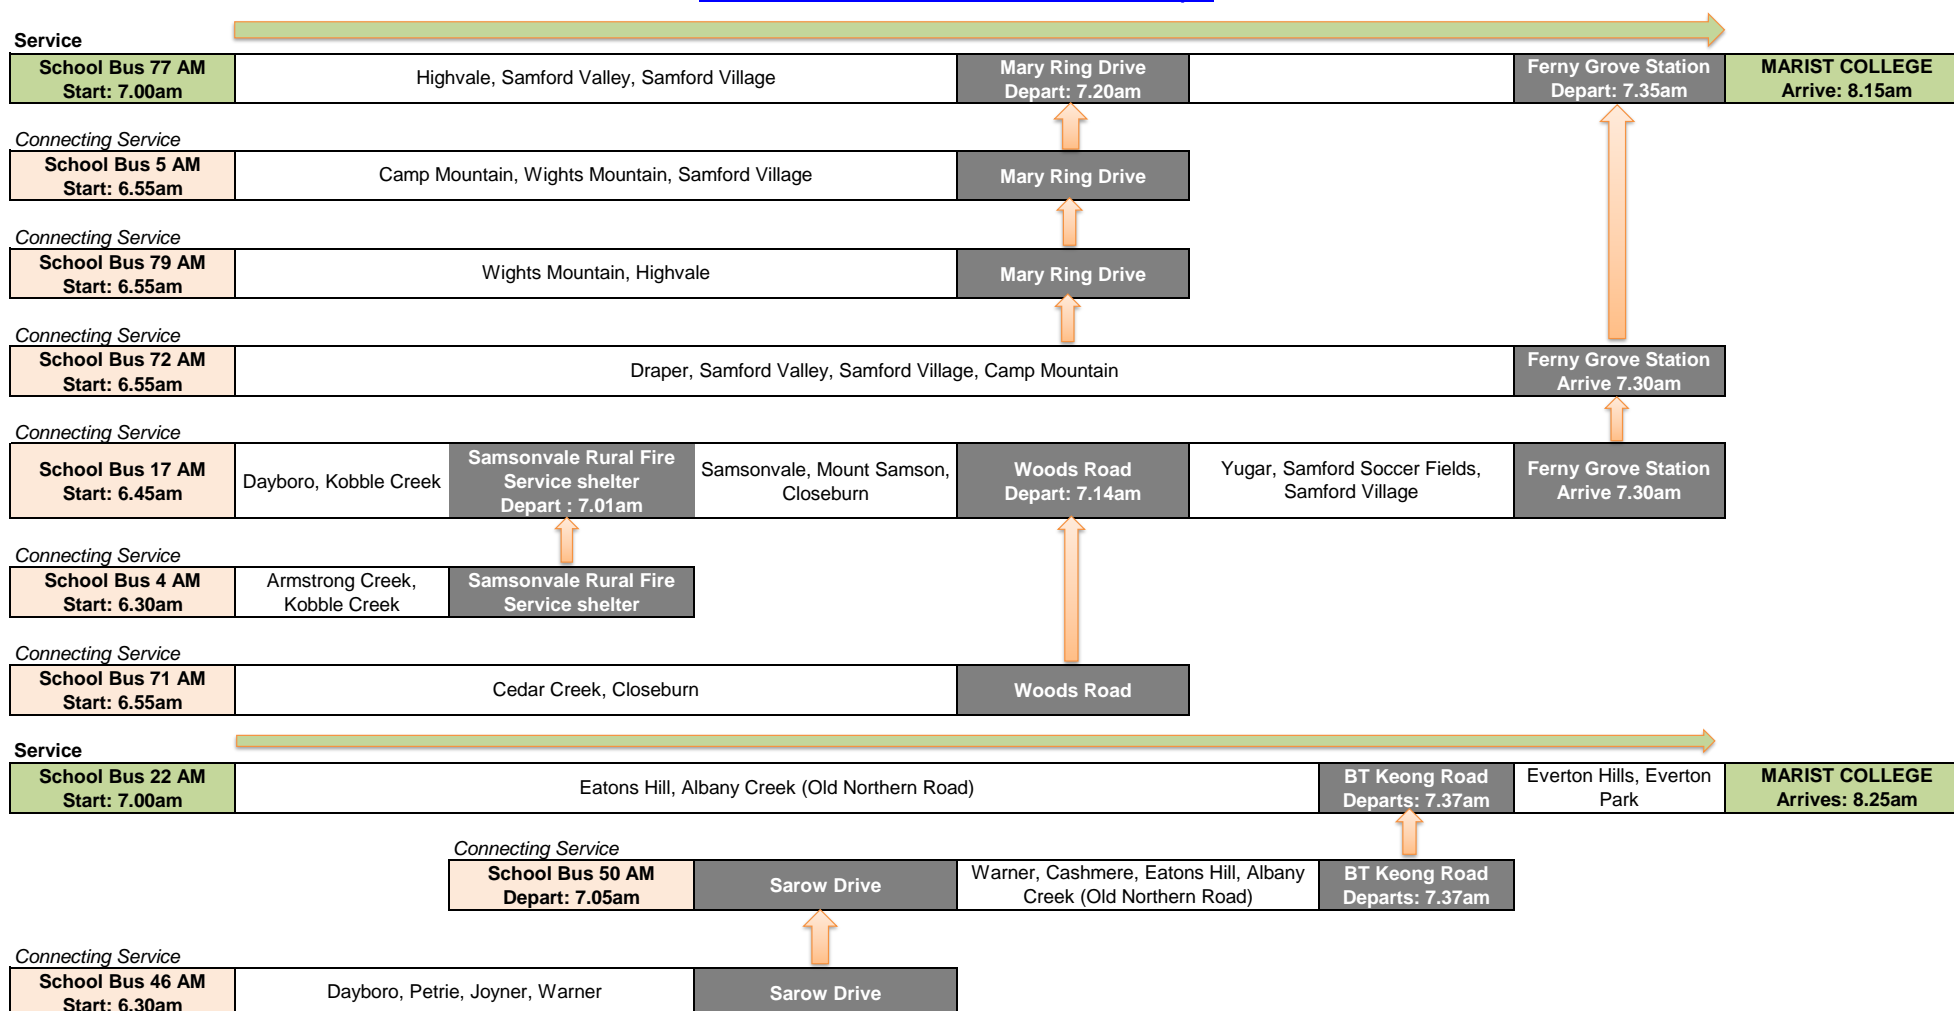 Service
School Bus 77 AM
Start: 7.00am
Highvale, Samford Valley, Samford Village
Mary Ring Drive
Depart: 7.20am
Ferny Grove Station
Depart: 7.35am
MARIST COLLEGE
Arrive: 8.15am
Connecting Service
School Bus 5 AM
Start: 6.55am
Camp Mountain, Wights Mountain, Samford Village
Mary Ring Drive
Connecting Service
School Bus 79 AM
Start: 6.55am
Wights Mountain, Highvale
Mary Ring Drive
Connecting Service
School Bus 72 AM
Start: 6.55am
Draper, Samford Valley, Samford Village, Camp Mountain
Ferny Grove Station
Arrive 7.30am
Connecting Service
School Bus 17 AM
Start: 6.45am
Dayboro, Kobble Creek
Samsonvale Rural Fire
Service shelter
Depart : 7.01am
Samsonvale, Mount Samson,
Closeburn
Woods Road
Depart: 7.14am
Yugar, Samford Soccer Fields,
Samford Village
Ferny Grove Station
Arrive 7.30am
Connecting Service
School Bus 4 AM
Start: 6.30am
Armstrong Creek,
Kobble Creek
Samsonvale Rural Fire
Service shelter
Connecting Service
School Bus 71 AM
Start: 6.55am
Cedar Creek, Closeburn
Woods Road
Service
School Bus 22 AM
Start: 7.00am
Eatons Hill, Albany Creek (Old Northern Road)
BT Keong Road
Departs: 7.37am
Everton Hills, Everton
Park
MARIST COLLEGE
Arrives: 8.25am
Connecting Service
School Bus 50 AM
Depart: 7.05am
Sarow Drive
Warner, Cashmere, Eatons Hill, Albany
Creek (Old Northern Road)
BT Keong Road
Departs: 7.37am
Connecting Service
School Bus 46 AM
Start: 6.30am
Dayboro, Petrie, Joyner, Warner
Sarow Drive